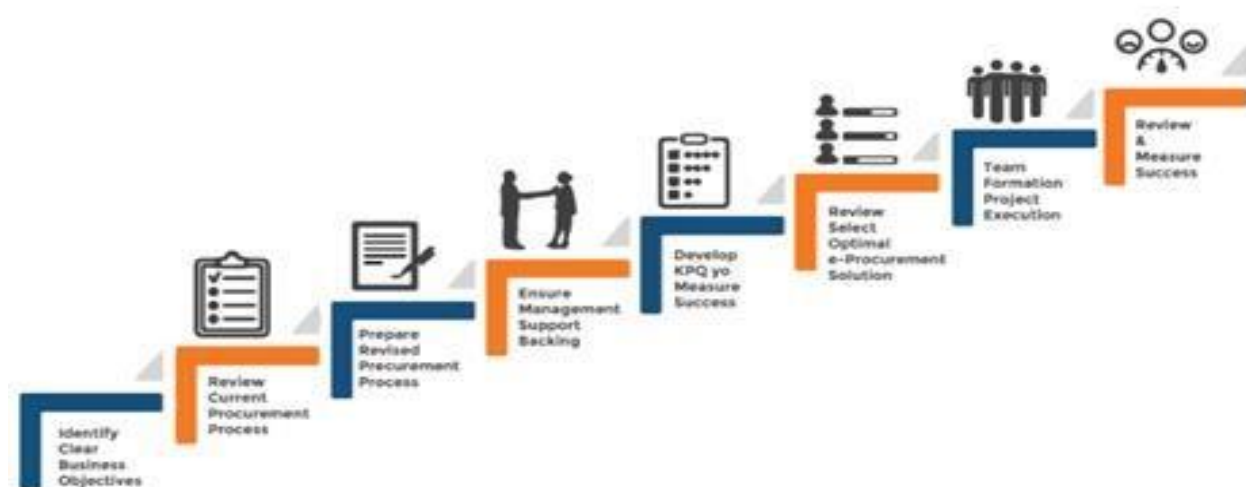 Identify
Clear
Business
Objectives
Review
Current
Procurement
Process
Prepare
Revised
Precurement
Process
Ensure
Management
Support
Backing
Develop
KPQ yo
Measure
Success
Review
Select
Optimal
e-Procurement
Solution
Team
Formation
Project
Execution
Review
&
Measure
Success